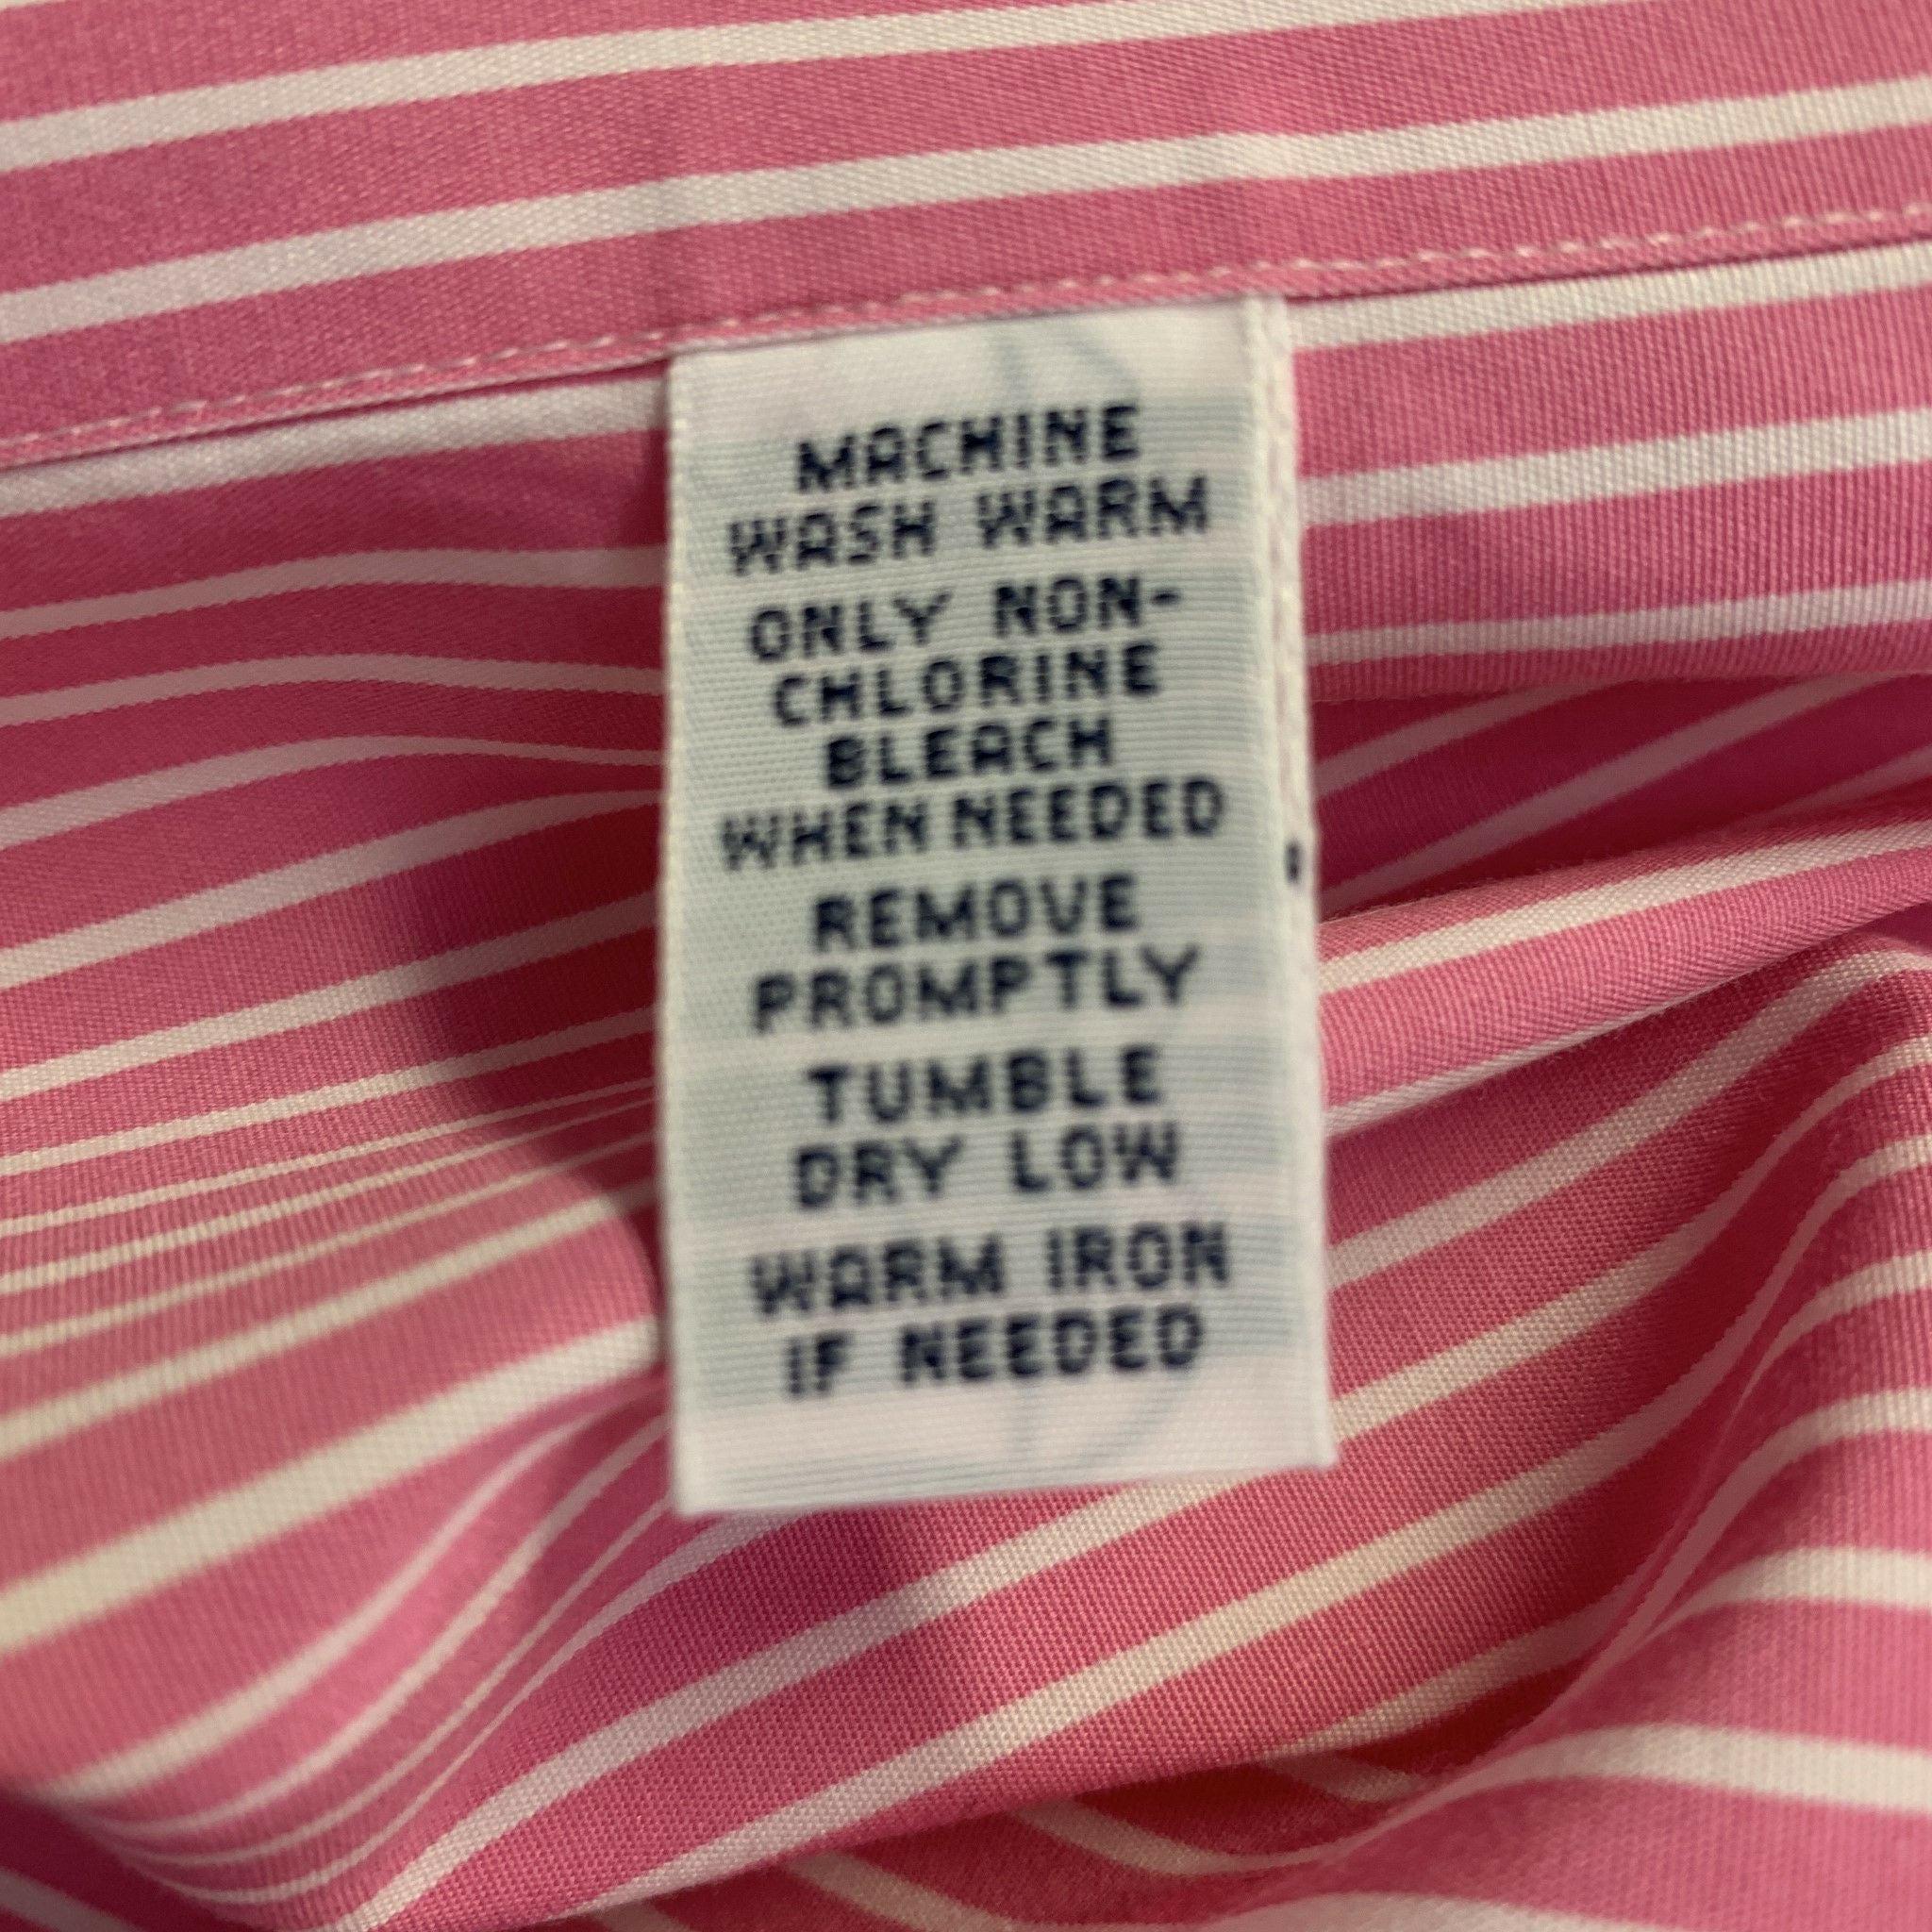 MACHINE
WASH WARM
ONLY NON-
CHLORINE
BLEACH
WHEN NEEDED
REMOVE
PROMPTLY
TUMBLE
DRY LOW
WARM IRON
IF NEEDED